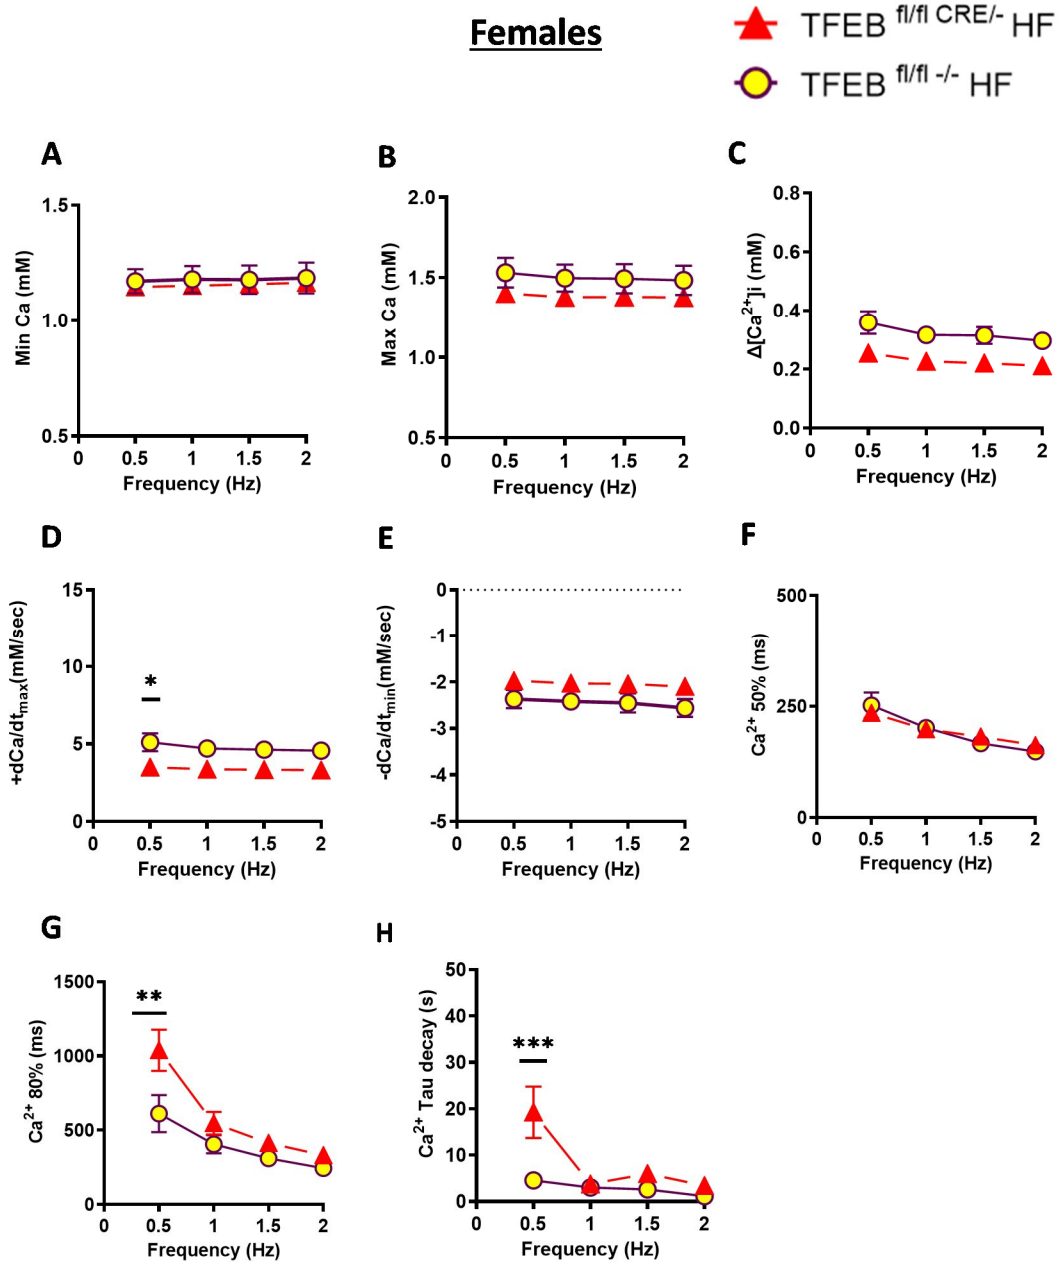 Females
TFEB fl/fl CRE/- HF
TFEB fl/fl -/- HF
A
1.5
1.0
0.5
Min Ca (mM)
0 0.5 1 1.5 2
Frequency (Hz)
B
2.0
1.5
1.0
0.5
Max Ca (mM)
0 0.5 1 1.5 2
Frequency (Hz)
C
0.8
0.6
0.4
0.2
0.0
Δ[Ca2+]i (mM)
0 0.5 1 1.5 2
Frequency (Hz)
D
15
10
5
0
+dCa/dtmax(mM/sec)
*
0 0.5 1 1.5 2
Frequency (Hz)
E
0
-1
-2
-3
-4
-5
-dCa/dtmin(mM/sec)
0 0.5 1 1.5 2
Frequency (Hz)
F
500
250
0
Ca2+ 50% (ms)
0 0.5 1 1.5 2
Frequency (Hz)
G
1500
1000
500
0
Ca2+ 80% (ms)
**
0 0.5 1 1.5 2
Frequency (Hz)
H
50
40
30
20
10
0
Ca2+ Tau decay (s)
***
0 0.5 1 1.5 2
Frequency (Hz)